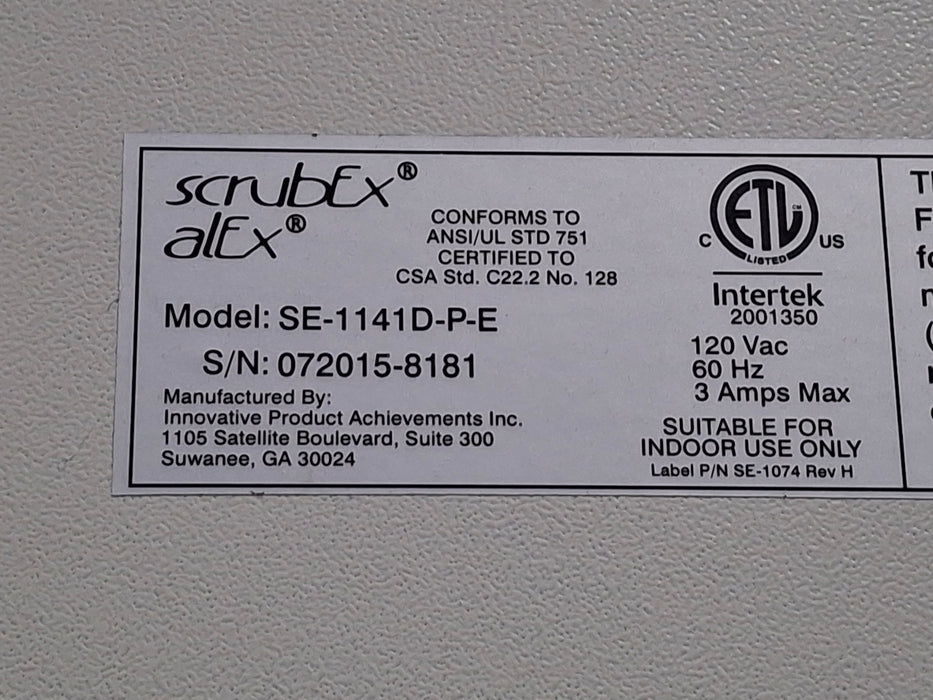 scrubEx®
alEx®
CONFORMS TO
ANSI/UL STD 751
CERTIFIED TO
CSA Std. C22.2 No. 128
Model: SE-1141D-P-E
S/N: 072015-8181
Manufactured By:
Innovative Product Achievements Inc.
1105 Satellite Boulevard, Suite 300
Suwanee, GA 30024
ETL CM
LISTED
C US
Intertek
2001350
120 Vac
60 Hz
3 Amps Max
SUITABLE FOR
INDOOR USE ONLY
Label P/N SE-1074 Rev H